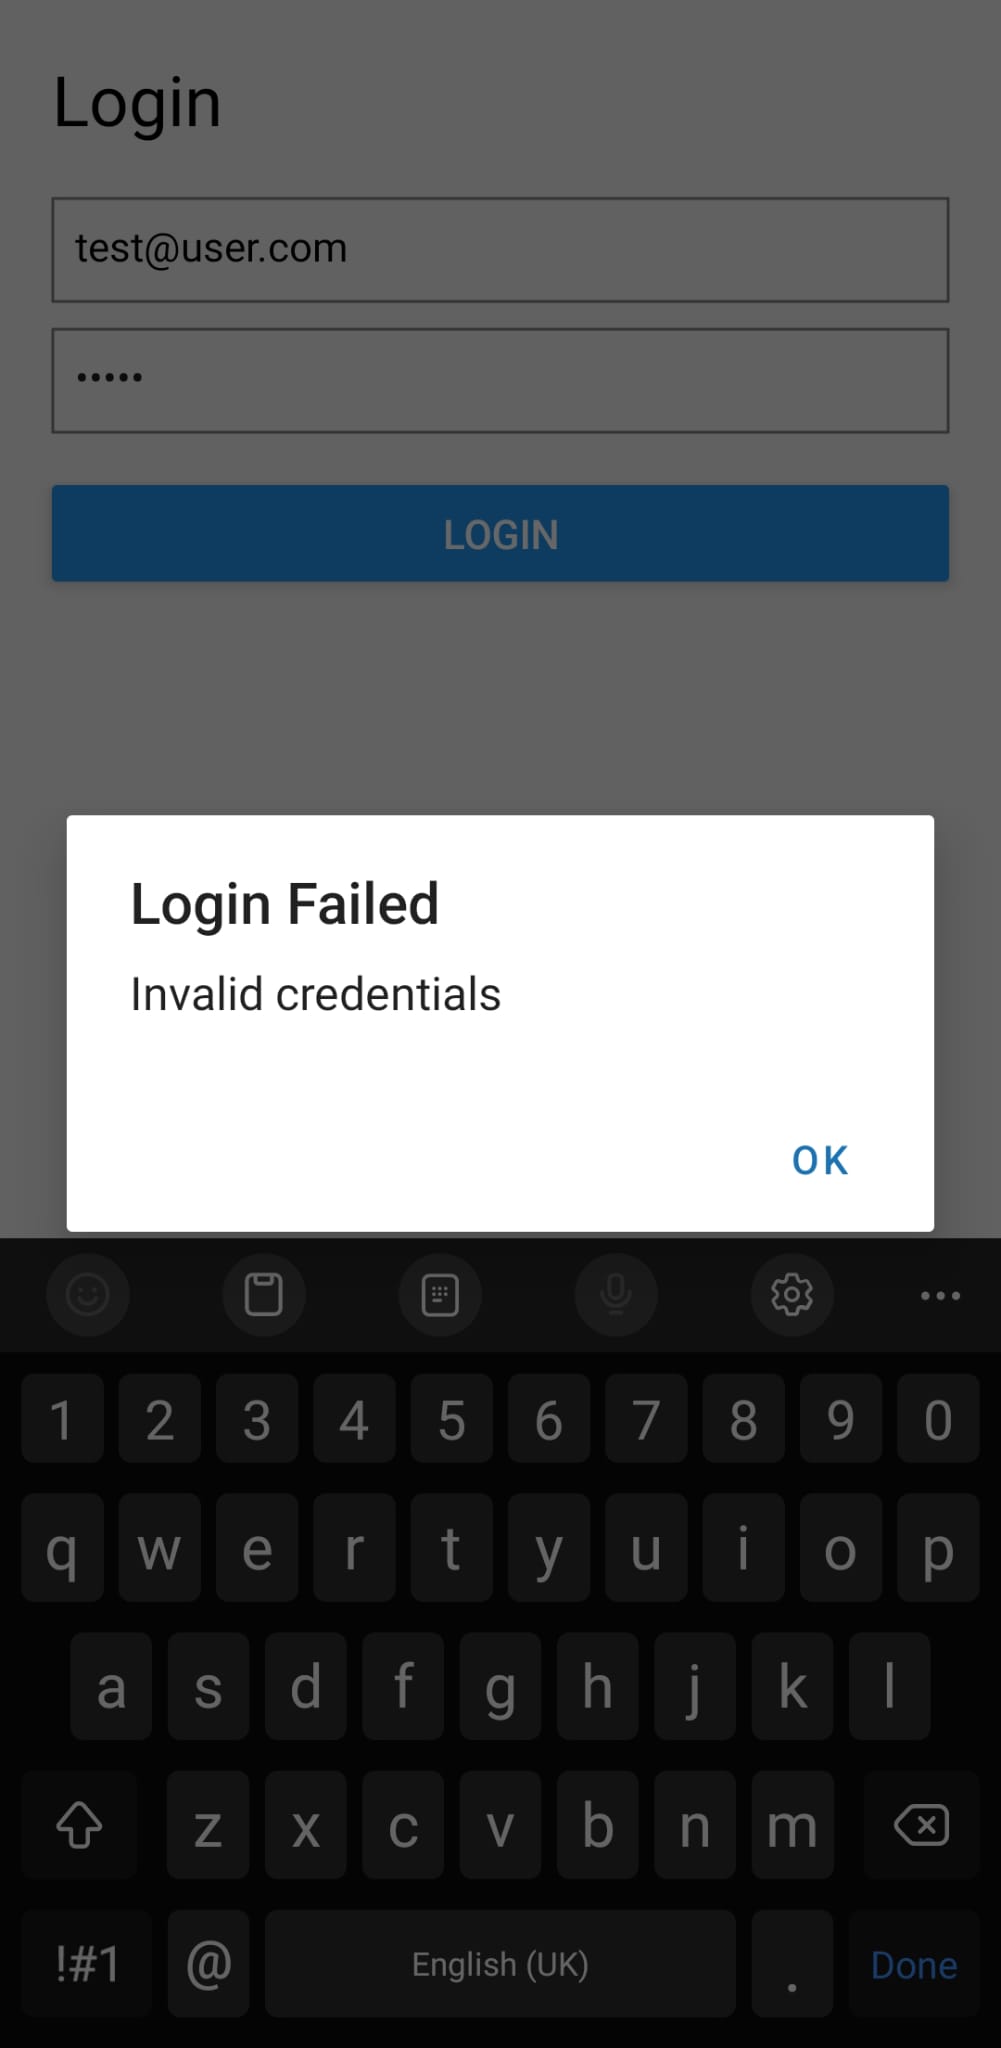 Login
test@user.com
•••••
LOGIN
Login Failed
Invalid credentials
OK
1 2 3 4 5 6 7 8 9 0
q w e r t y u i o p
a s d f g h j k l
z x c v b n m
!#1 @ English (UK) . Done